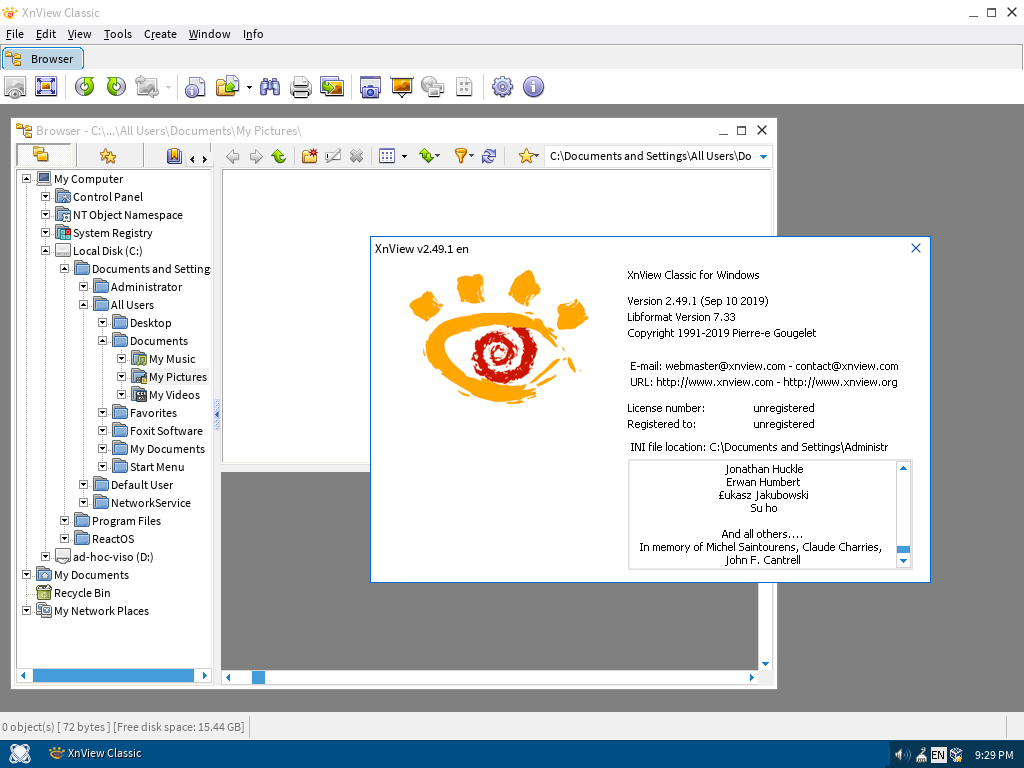 XnView Classic
File Edit View Tools Create Window Info
Browser
Browser - C:\...\All Users\Documents\My Pictures\
C:\Documents and Settings\All Users\Do
My Computer
Control Panel
NT Object Namespace
System Registry
Local Disk (C:)
Documents and Setting
Administrator
All Users
Desktop
Documents
My Music
My Pictures
My Videos
Favorites
Foxit Software
My Documents
Start Menu
Default User
NetworkService
Program Files
ReactOS
ad-hoc-viso (D:)
My Documents
Recycle Bin
My Network Places
XnView v2.49.1 en
XnView Classic for Windows
Version 2.49.1 (Sep 10 2019)
Libformat Version 7.33
Copyright 1991-2019 Pierre-e Gougelet
E-mail: webmaster@xnview.com - contact@xnview.com
URL: http://www.xnview.com - http://www.xnview.org
License number: unregistered
Registered to: unregistered
INI file location: C:\Documents and Settings\Administr
Jonathan Huckle
Erwan Humbert
Łukasz Jakubowski
Su ho
And all others....
In memory of Michel Saintourens, Claude Charries,
John F. Cantrell
0 object(s) [ 72 bytes ] [Free disk space: 15.44 GB]
XnView Classic
EN
9:29 PM